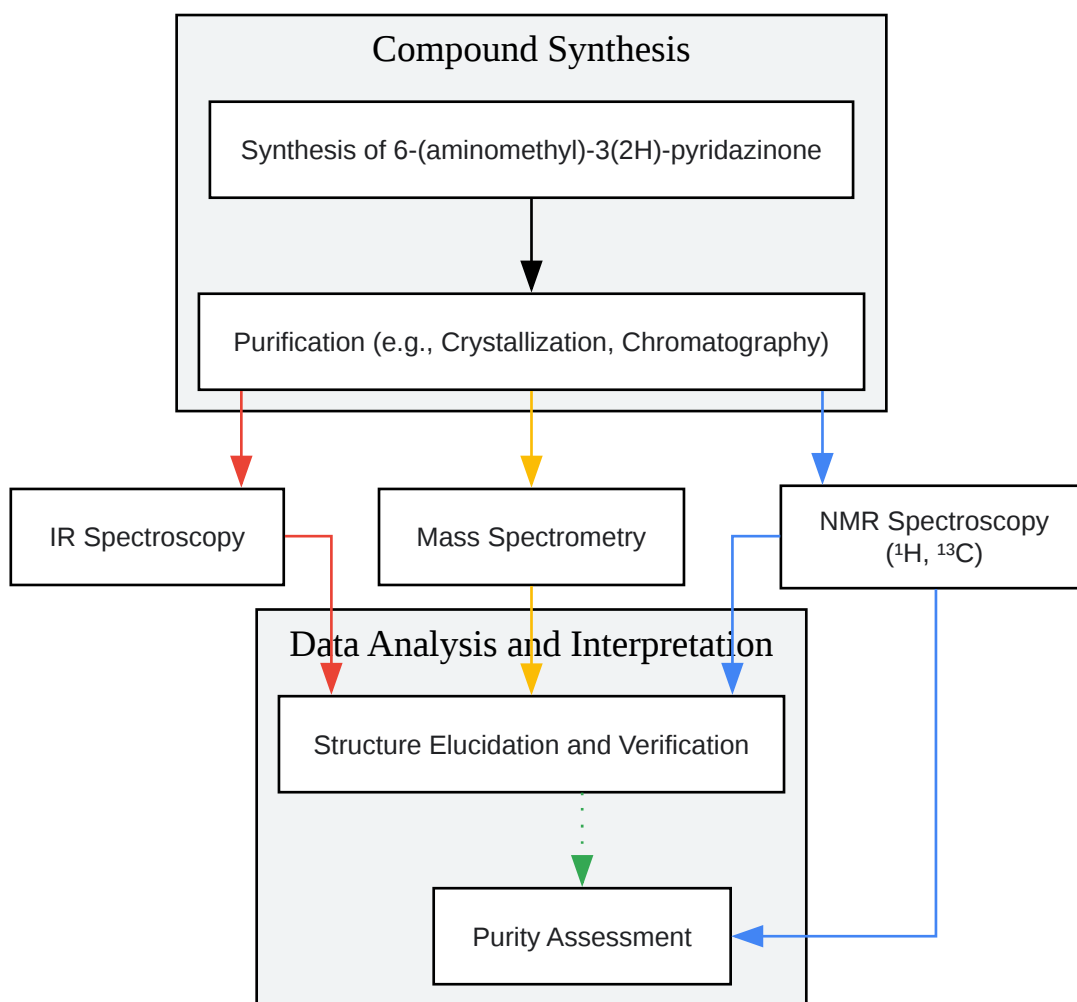 Compound Synthesis
Synthesis of 6-(aminomethyl)-3(2H)-pyridazinone
Purification (e.g., Crystallization, Chromatography)
IR Spectroscopy
Mass Spectrometry
NMR Spectroscopy
(¹H, ¹³C)
Data Analysis and Interpretation
Structure Elucidation and Verification
Purity Assessment